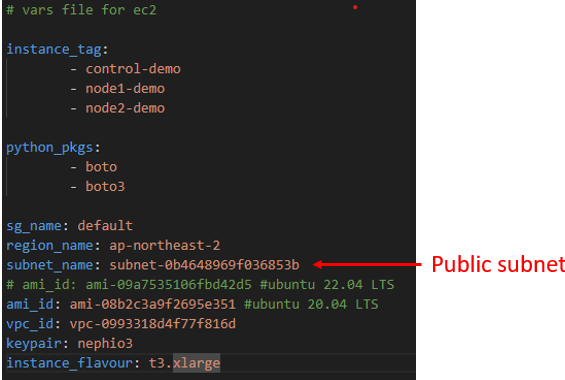 # vars file for ec2
instance_tag:
- control-demo
- node1-demo
- node2-demo
python_pkgs:
- boto
- boto3
sg_name: default
region_name: ap-northeast-2
subnet_name: subnet-0b4648969f036853b
Public subnet
# ami_id: ami-09a7535106fbd42d5 #ubuntu 22.04 LTS
ami_id: ami-08b2c3a9f2695e351 #ubuntu 20.04 LTS
vpc_id: vpc-0993318d4f77f816d
keypair: nephio3
instance_flavour: t3.xlarge